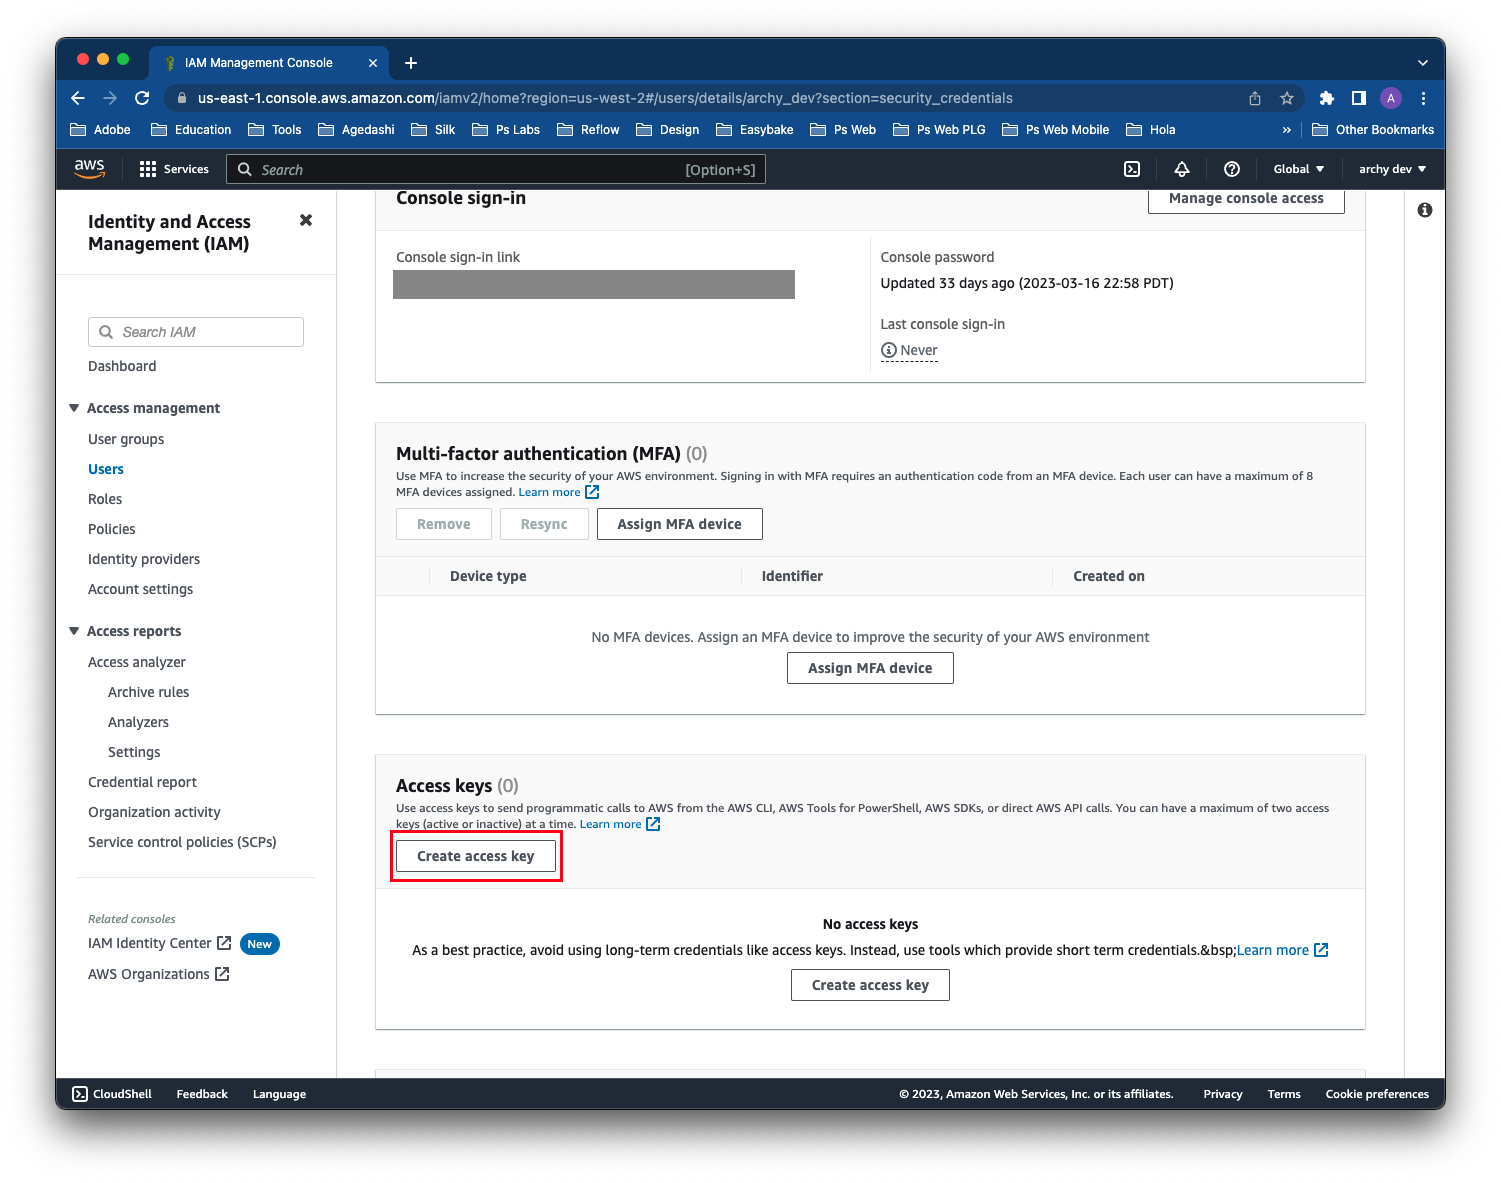 IAM Management Console
us-east-1.console.aws.amazon.com/iamv2/home?region=us-west-2#/users/details/archy_dev?section=security_credentials
A
Adobe Education Tools Agedashi Silk Ps Labs Reflow Design Easybake Ps Web Ps Web PLG Ps Web Mobile Hola » Other Bookmarks
aws Services Search [Option+S] Global archy dev
Identity and Access
Management (IAM)
Search IAM
Dashboard
Access management
User groups
Users
Roles
Policies
Identity providers
Account settings
Access reports
Access analyzer
Archive rules
Analyzers
Settings
Credential report
Organization activity
Service control policies (SCPs)
Related consoles
IAM Identity Center New
AWS Organizations
Console sign-in Manage console access
Console sign-in link
Console password
Updated 33 days ago (2023-03-16 22:58 PDT)
Last console sign-in
Never
Multi-factor authentication (MFA) (0)
Use MFA to increase the security of your AWS environment. Signing in with MFA requires an authentication code from an MFA device. Each user can have a maximum of 8
MFA devices assigned. Learn more
Remove Resync Assign MFA device
Device type Identifier Created on
No MFA devices. Assign an MFA device to improve the security of your AWS environment
Assign MFA device
Access keys (0)
Use access keys to send programmatic calls to AWS from the AWS CLI, AWS Tools for PowerShell, AWS SDKs, or direct AWS API calls. You can have a maximum of two access
keys (active or inactive) at a time. Learn more
Create access key
No access keys
As a best practice, avoid using long-term credentials like access keys. Instead, use tools which provide short term credentials.&bsp;Learn more
Create access key
CloudShell Feedback Language © 2023, Amazon Web Services, Inc. or its affiliates. Privacy Terms Cookie preferences